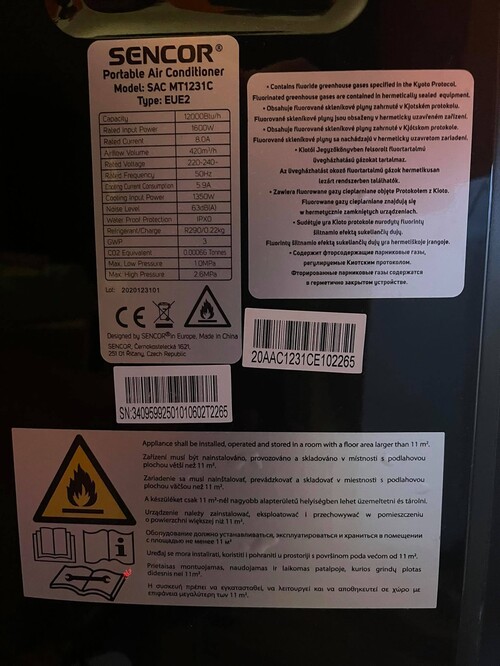 SENCOR®
Portable Air Conditioner
Model: SAC MT1231C
Type: EUE2
Capacity 12000Btu/h
Rated Input Power 1600W
Rated Current 8.0A
Airflow Volume 420m³/h
Rated Voltage 220-240~
Rated Frequency 50Hz
Cooling Current Consumption 5.9A
Cooling Input Power 1350W
Noise Level 63dB(A)
Water Proof Protection IPX0
Refrigerant/Charge R290/0.22kg
GWP 3
CO2 Equivalent 0.00066 Tonnes
Max. Low Pressure 1.0MPa
Max. High Pressure 2.6MPa
Lot: 2020123101
CE
Designed by SENCOR® in Europe, Made in China
SENCOR, Černokostelecká 1621,
251 01 Říčany, Czech Republic
• Contains fluoride greenhouse gases specified in the Kyoto Protocol.
Fluorinated greenhouse gases are contained in hermetically sealed equipment.
• Obsahuje fluorované skleníkové plyny zahrnuté v Kjótském protokolu.
Fluorované skleníkové plyny jsou obsaženy v hermeticky uzavřeném zařízení.
• Obsahuje fluorované skleníkové plyny zahrnuté v Kjótskom protokole.
Fluorované skleníkové plyny sa nachádzajú v hermeticky uzavretom zariadení.
• Kiotói Jegyzőkönyvben felsorolt fluortartalmú
üvegházhatású gázokat tartalmaz.
Az üvegházhatást okozó fluortartalmú gázok hermetikusan
lezárt rendszerben találhatók.
• Zawiera fluorowane gazy cieplarniane objęte Protokołem z Kioto.
Fluorowane gazy cieplarniane znajdują się
w hermetycznie zamkniętych urządzeniach.
• Sudėtyje yra Kioto protokole nurodytų fluorintų
šiltnamio efektą sukeliančių dujų.
Fluorintų šiltnamio efektą sukeliančių dujų yra hermetiškoje įrangoje.
• Содержит фторсодержащие парниковые газы,
регулируемые Киотским протоколом.
Фторированные парниковые газы содержатся
в герметично закрытом устройстве.
20AAC1231CE102265
SN:34095992501010602T2265
Appliance shall be installed, operated and stored in a room with a floor area larger than 11 m².
Zařízení musí být nainstalováno, provozováno a skladováno v místnosti s podlahovou
plochou větší než 11 m².
Zariadenie sa musí nainštalovať, prevádzkovať a skladovať v miestnosti s podlahovou
plochou väčšou než 11 m².
A készüléket csak 11 m²-nél nagyobb alapterületű helyiségben lehet üzemeltetni és tárolni.
Urządzenie należy zainstalować, eksploatować i przechowywać w pomieszczeniu
o powierzchni większej niż 11 m².
Оборудование должно устанавливаться, эксплуатироваться и храниться в помещении
с площадью не менее 11 м²
Uređaj se mora instalirati, koristiti i pohraniti u prostoriji s površinom poda većom od 11 m².
Prietaisas montuojamas, naudojamas ir laikomas patalpoje, kurios grindų plotas
didesnis nei 11m².
Η συσκευή πρέπει να εγκατασταθεί, να λειτουργεί και να αποθηκευτεί σε χώρο με
επιφάνεια μεγαλύτερη των 11 m².